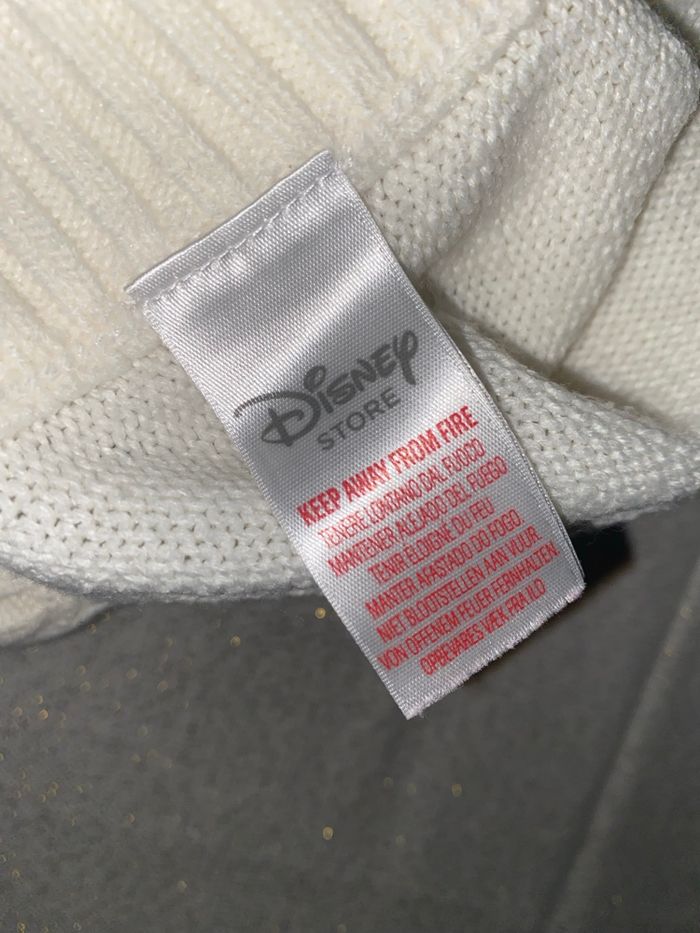 Disney
STORE
KEEP AWAY FROM FIRE
TENERE LONTANO DAL FUOCO
MANTENER ALEJADO DEL FUEGO
TENIR ÉLOIGNÉ DU FEU
MANTER AFASTADO DO FOGO
NIET BLOOTSTELLEN AAN VUUR
VON OFFENEM FEUER FERNHALTEN
OPBEVARES VÆK FRA ILD